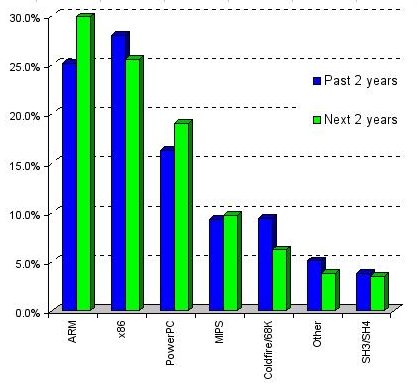 30.0%
25.0%
20.0%
15.0%
10.0%
5.0%
0.0%
Past 2 years
Next 2 years
ARM
x86
PowerPC
MIPS
Coldfire/68K
Other
SH3/SH4